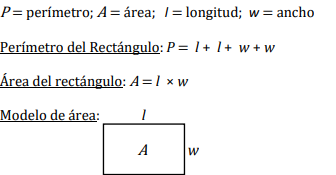 P = perímetro; A = área; l = longitud; w = ancho
Perímetro del Rectángulo: P = l + l + w + w
Área del rectángulo: A = l × w
Modelo de área: l
A w